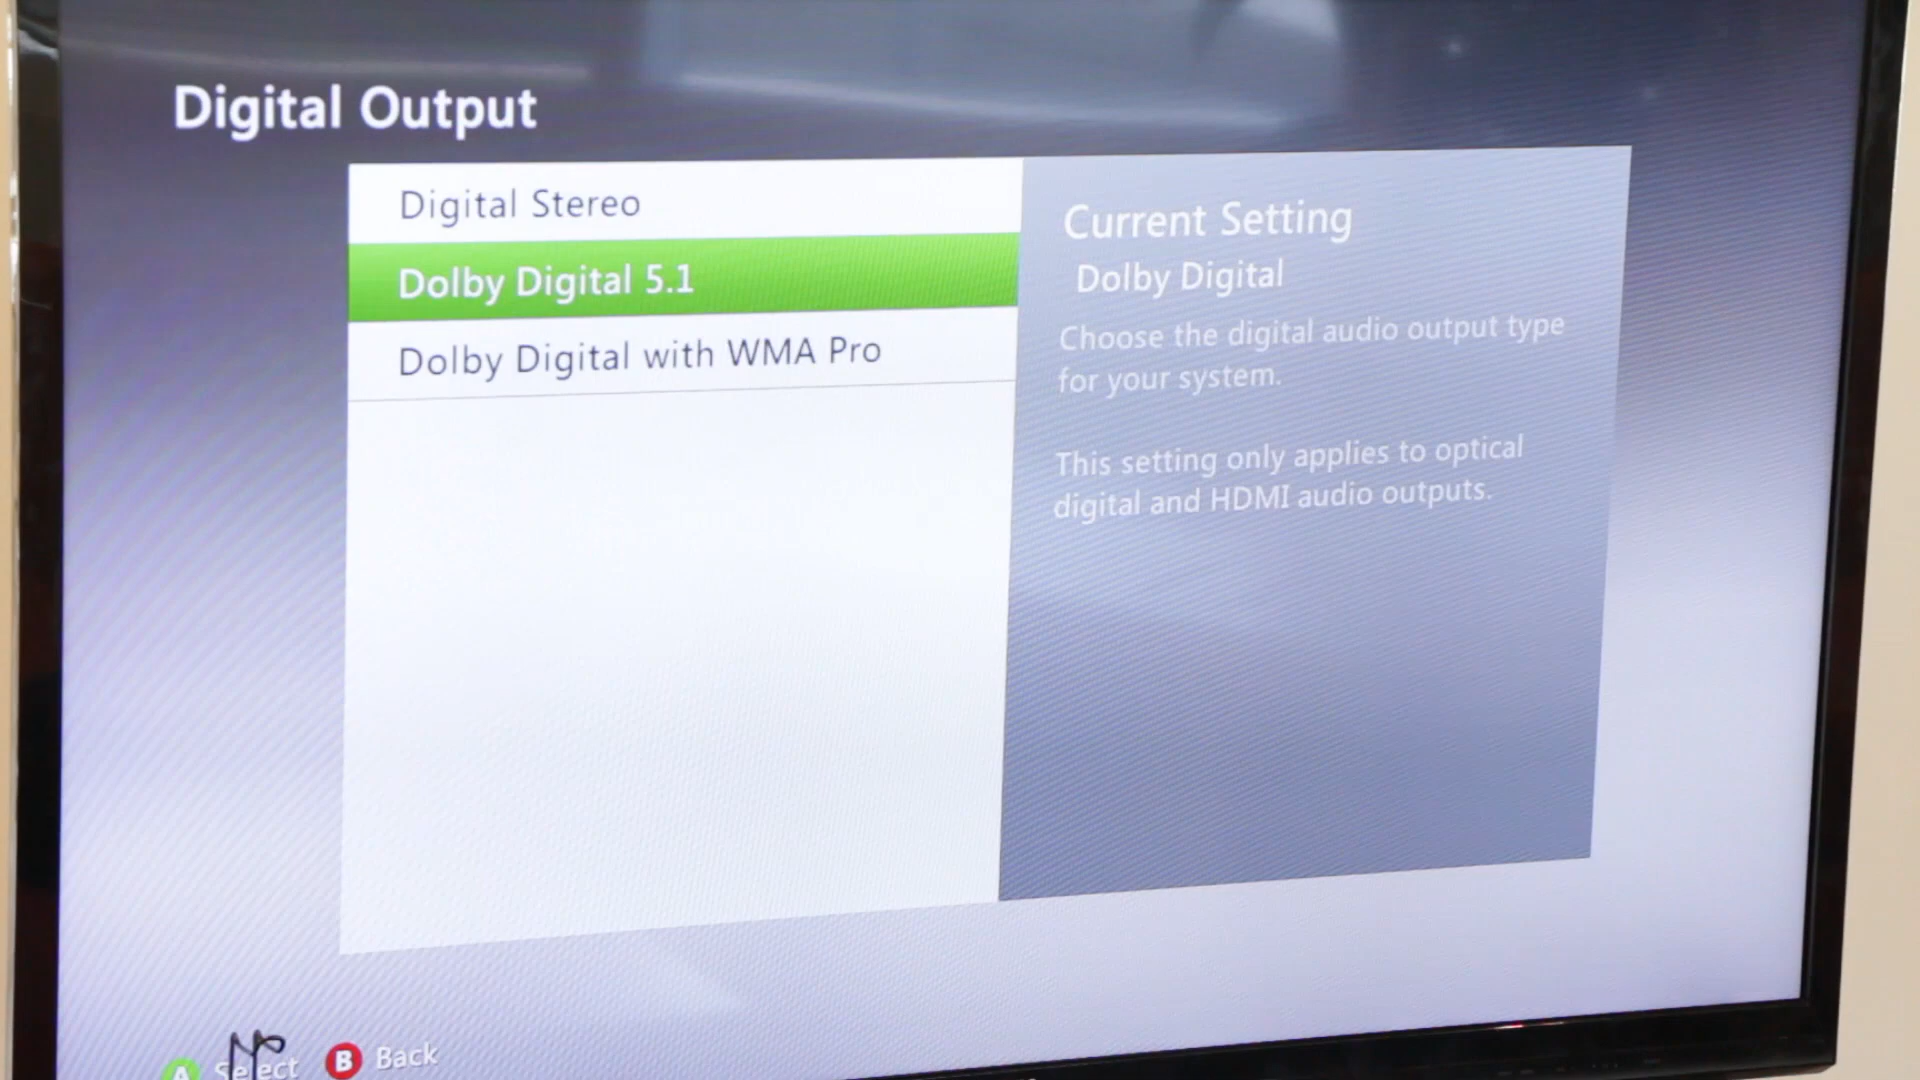 Digital Output
Digital Stereo
Dolby Digital 5.1
Dolby Digital with WMA Pro
Current Setting
Dolby Digital
Choose the digital audio output type
for your system.
This setting only applies to optical
digital and HDMI audio outputs.
A Select B Back